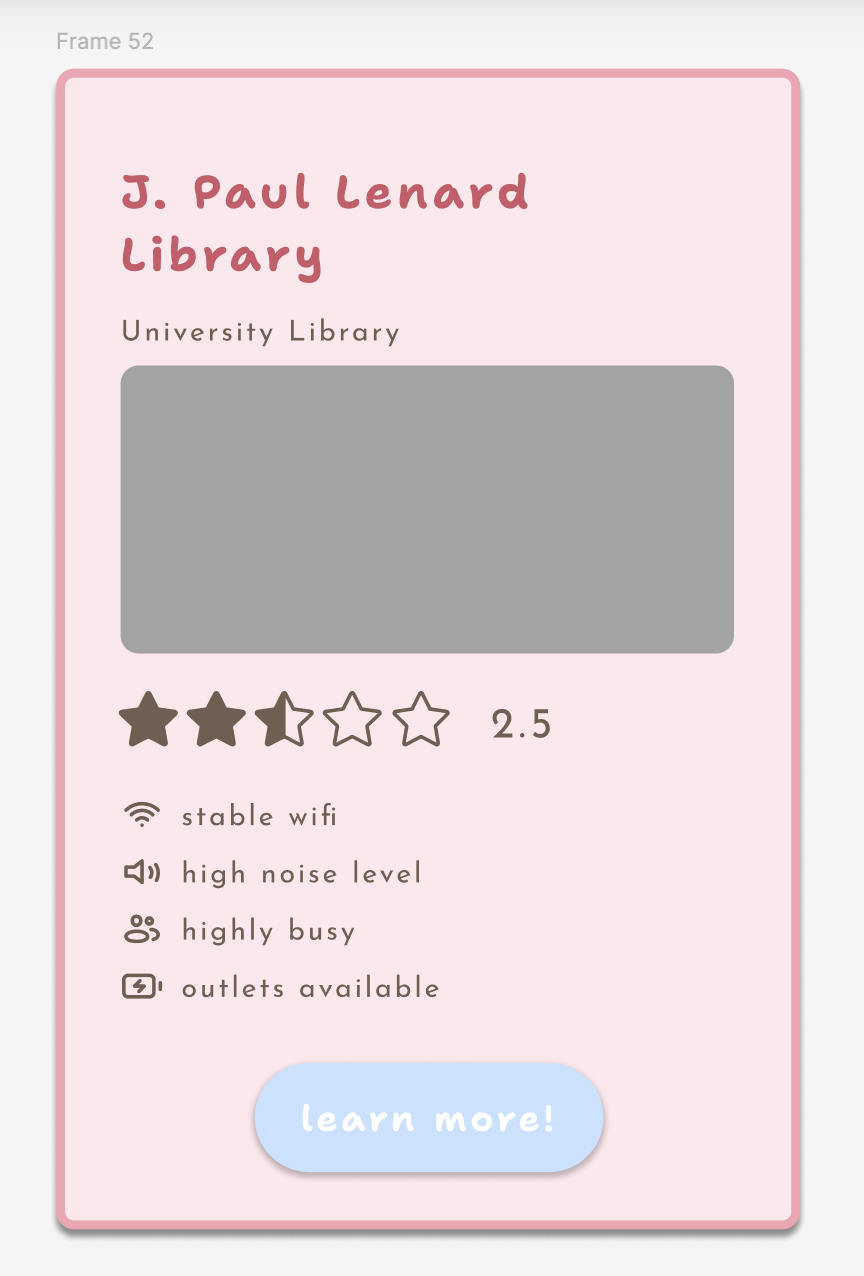 Frame 52
J. Paul Lenard
Library
University Library
2.5
stable wifi
high noise level
highly busy
outlets available
learn more!